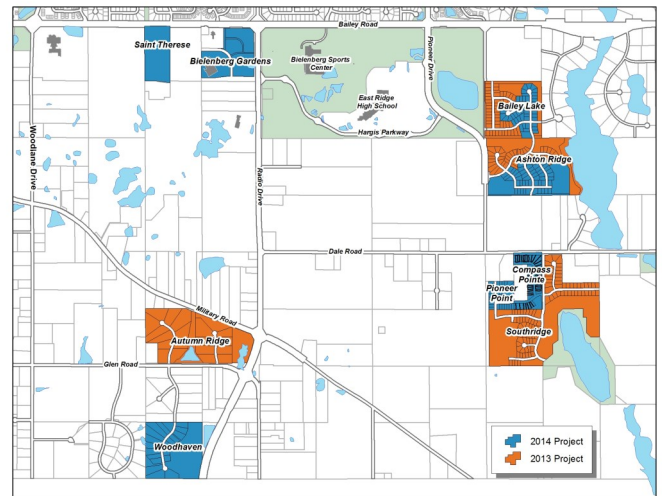 Bailey Road
Saint Therese
Bielenberg Gardens
Bielenberg Sports
Center
Pioneer Drive
East Ridge
High School
Bailey Lake
Hargis Parkway
Woodlane Drive
Ashton Ridge
Radio Drive
Dale Road
Compass
Pointe
Pioneer
Point
Military Road
Southridge
Autumn Ridge
Glen Road
Woodhaven
2014 Project
2013 Project